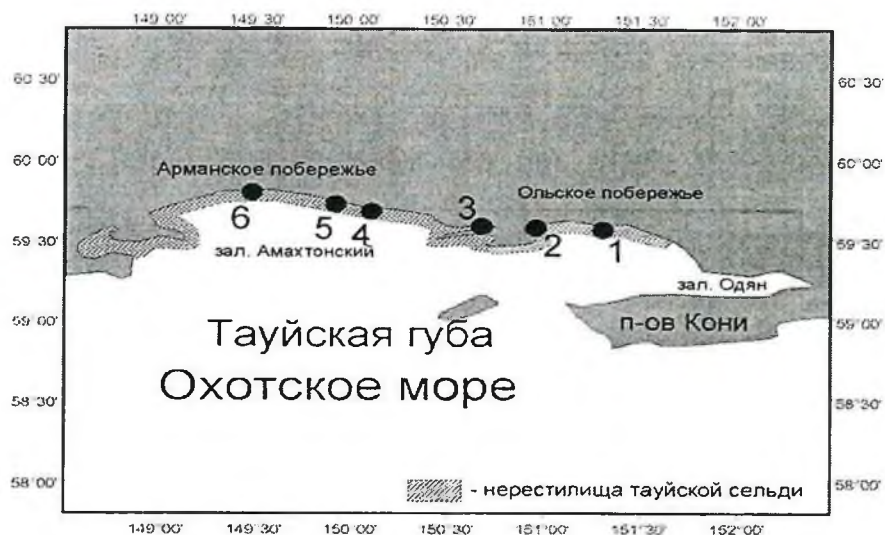 149°00' 149°30' 150°00' 150°30' 151°00' 151°30' 152°00'
60°30' 60°30'
60°00' 60°00'
Арманское побережье Ольское побережье
3
6 5 4 2 1
59°30' 59°30'
зал. Амахтонский
зал. Одян
59°00' п-ов Кони 59°00'
Тауйская губа
Охотское море
58°30' 58°30'
58°00' 58°00'
- нерестилища тауйской сельди
149°00' 149°30' 150°00' 150°30' 151°00' 151°30' 152°00'